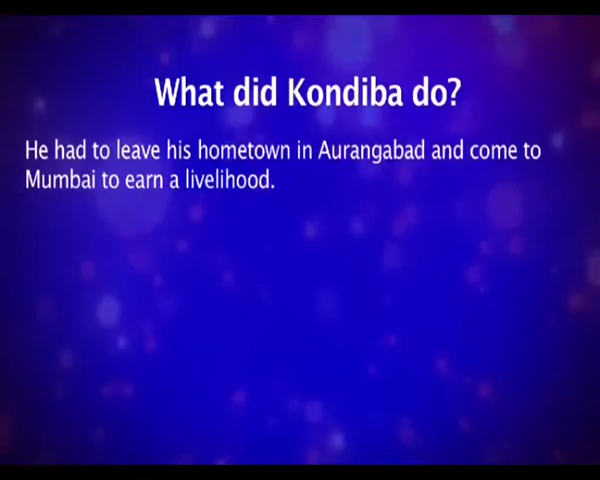 What did Kondiba do?
He had to leave his hometown in Aurangabad and come to
Mumbai to earn a livelihood.